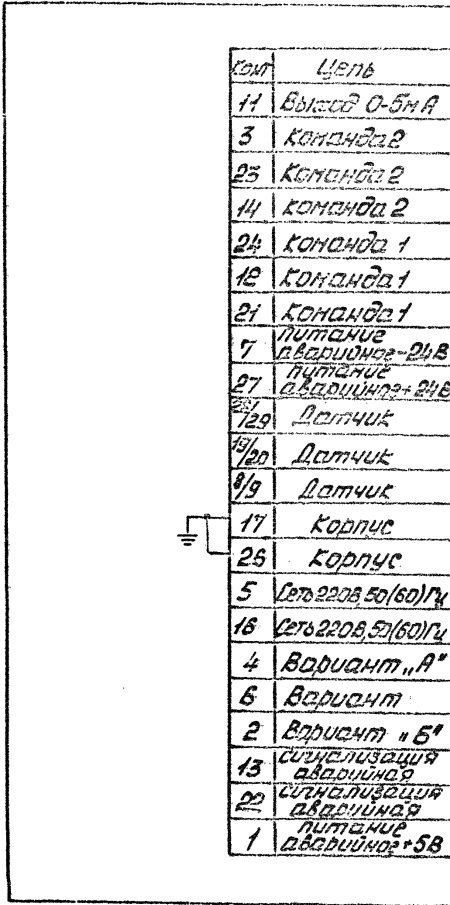 Конт Цепь
11 Выход 0-5мА
3 Команда 2
23 Команда 2
14 Команда 2
24 Команда 1
12 Команда 1
21 Команда 1
7 питание
аварийное-24В
27 питание
аварийное+24В
/29 Датчик
19/20 Датчик
8/9 Датчик
17 Корпус
26 Корпус
5 Сеть 220В, 50(60)Гц
16 Сеть 220В, 50(60)Гц
4 Вариант „А"
6 Вариант
2 Вариант „Б"
13 сигнализация
аварийная
22 сигнализация
аварийная
1 питание
аварийное+5В